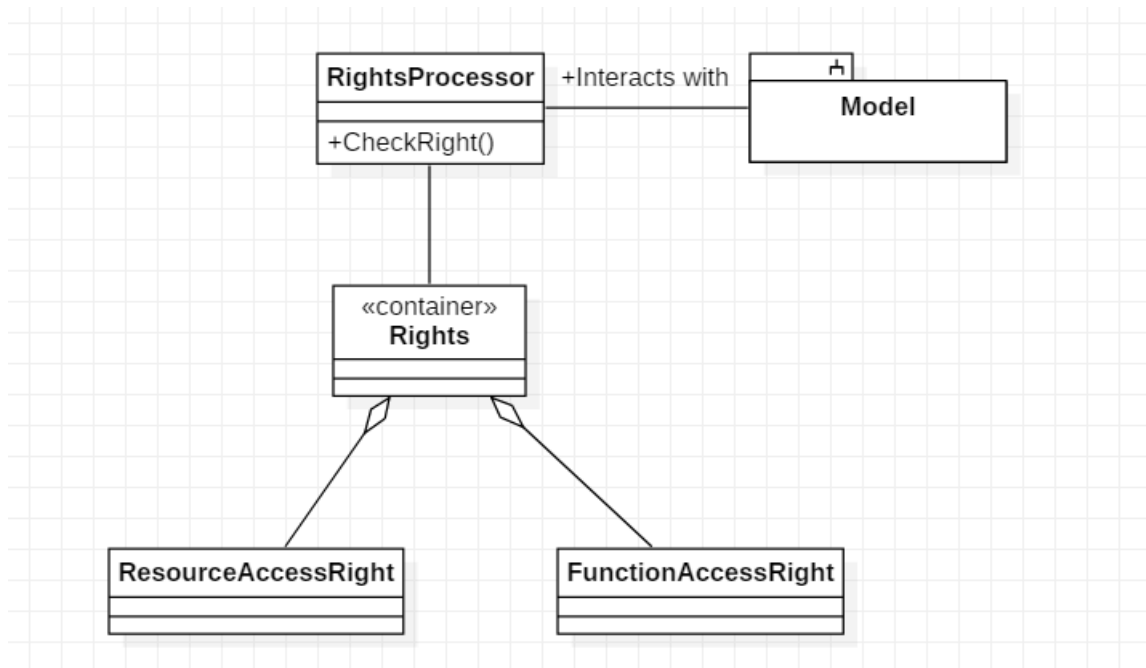 RightsProcessor
+CheckRight()
+Interacts with
Model
«container»
Rights
ResourceAccessRight
FunctionAccessRight